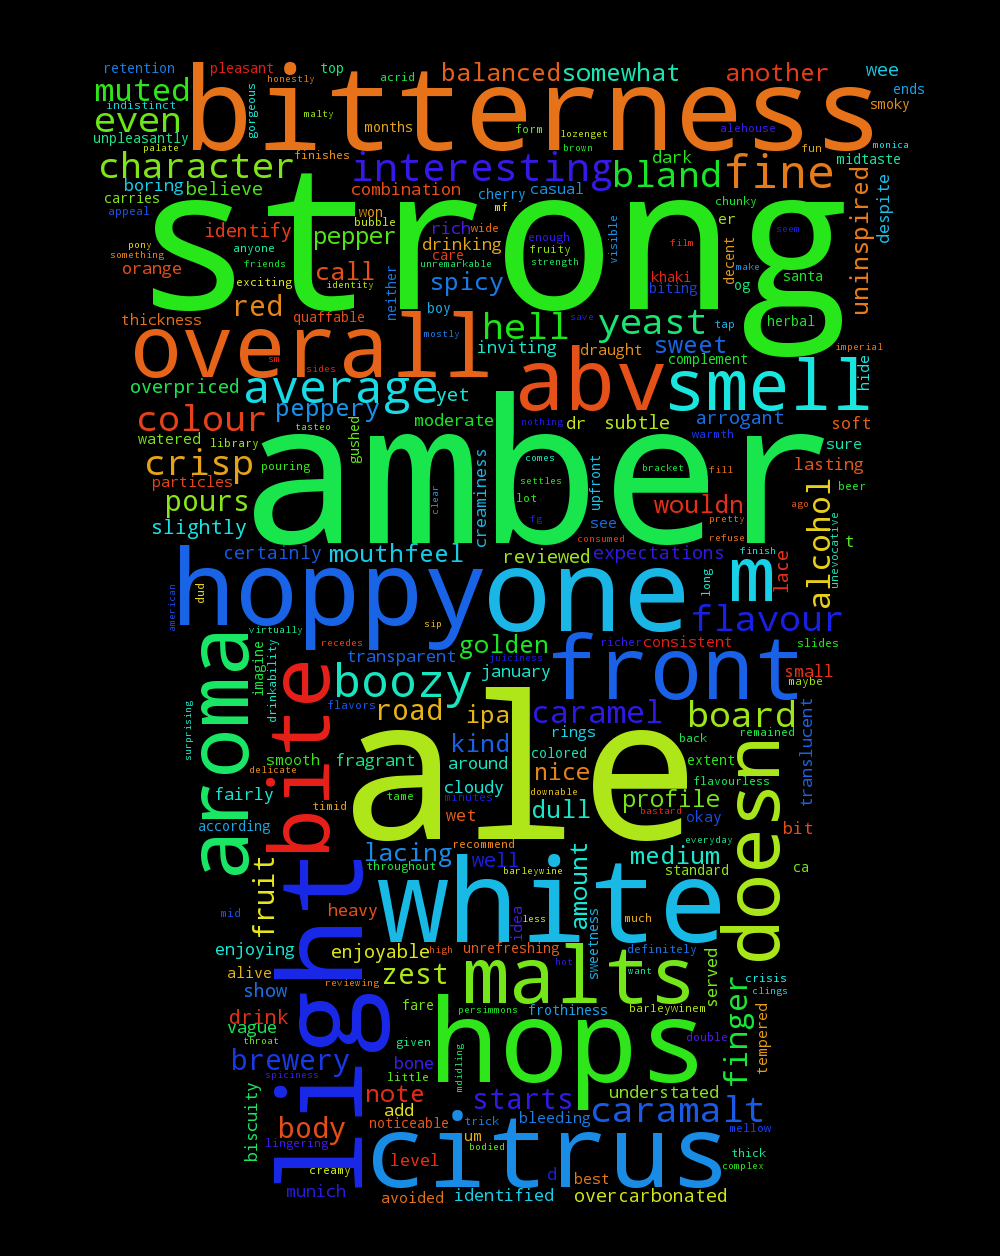 retention pleasant top balanced somewhat another wee
honestly acrid ends
muted bitterness smoky
indistinct gorgeous malty months form lozenget alehouse
even brown fun monica
unpleasantly palate finishes dark midtaste
character interesting bland fine
boring believe combination cherry casual despite
carries mf chunky uninspired
appeal strong won bubble rich wide enough visible er
identify pepper drinking fruity film decent seem
pony anyone care
something friends unremarkable strength make
orange exciting call identity spicy khaki og santa
neither biting
red boy herbal
thickness quaffable hell save yeast tap
overall mostly inviting draught sweet imperial
sm sides complement hide
overpriced average yet abv smell
peppery arrogant
colour moderate nothing dr subtle soft
tasteo gushed warmth
watered library amber comes sure
crisp pouring creaminess settles upfront bracket fill lasting
particles clear beer
pours lot wouldn alcohol ago
slightly fg see pretty t
consumed refuse unevocative
certainly mouthfeel reviewed expectations finish lace
hoppy one long m
american dud sip flavour
virtually recedes golden richer consistent slides
aroma imagine drinkability transparent juiciness front
bite boozy january small
maybe
flavors road ipa caramel board translucent
surprising rings back remained
kind colored
smooth fragrant around extent doesn
delicate nice flavourless
fairly tame minutes cloudy downable profile
timid ale dull bastard okay
according wet bit
recommend everyday
lacing well medium
fruit throughout barleywine amount standard ca
light white
mid heavy idea less much
sweetness
enjoying enjoyable high unrefreshing definitely
alive reviewing zest malts hot want served crisis
show clings
fare persimmons frothiness barleywinem finger
drink hops tempered
vague
throat given double
brewery bone mdidling
spiciness little
biscuity note starts understated
add caramalt
body noticeable trick bleeding mellow
lingering um
bodied thick
creamy level citrus complex
munich d best
avoided identified overcarbonated